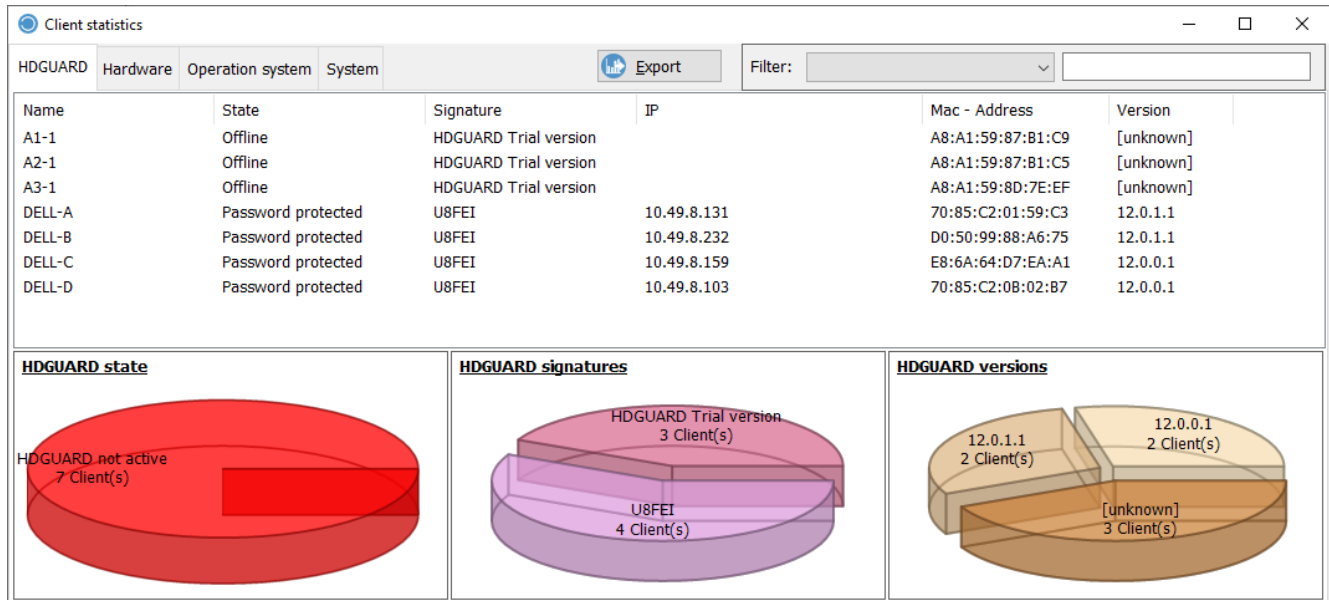 Client statistics
HDGUARD Hardware Operation system System Export Filter:
Name State Signature IP Mac - Address Version
A1-1 Offline HDGUARD Trial version A8:A1:59:87:B1:C9 [unknown]
A2-1 Offline HDGUARD Trial version A8:A1:59:87:B1:C5 [unknown]
A3-1 Offline HDGUARD Trial version A8:A1:59:8D:7E:EF [unknown]
DELL-A Password protected U8FEI 10.49.8.131 70:85:C2:01:59:C3 12.0.1.1
DELL-B Password protected U8FEI 10.49.8.232 D0:50:99:88:A6:75 12.0.1.1
DELL-C Password protected U8FEI 10.49.8.159 E8:6A:64:D7:EA:A1 12.0.0.1
DELL-D Password protected U8FEI 10.49.8.103 70:85:C2:0B:02:B7 12.0.0.1
HDGUARD state
HDGUARD not active
7 Client(s)
HDGUARD signatures
HDGUARD Trial version
3 Client(s)
U8FEI
4 Client(s)
HDGUARD versions
12.0.0.1
2 Client(s)
12.0.1.1
2 Client(s)
[unknown]
3 Client(s)